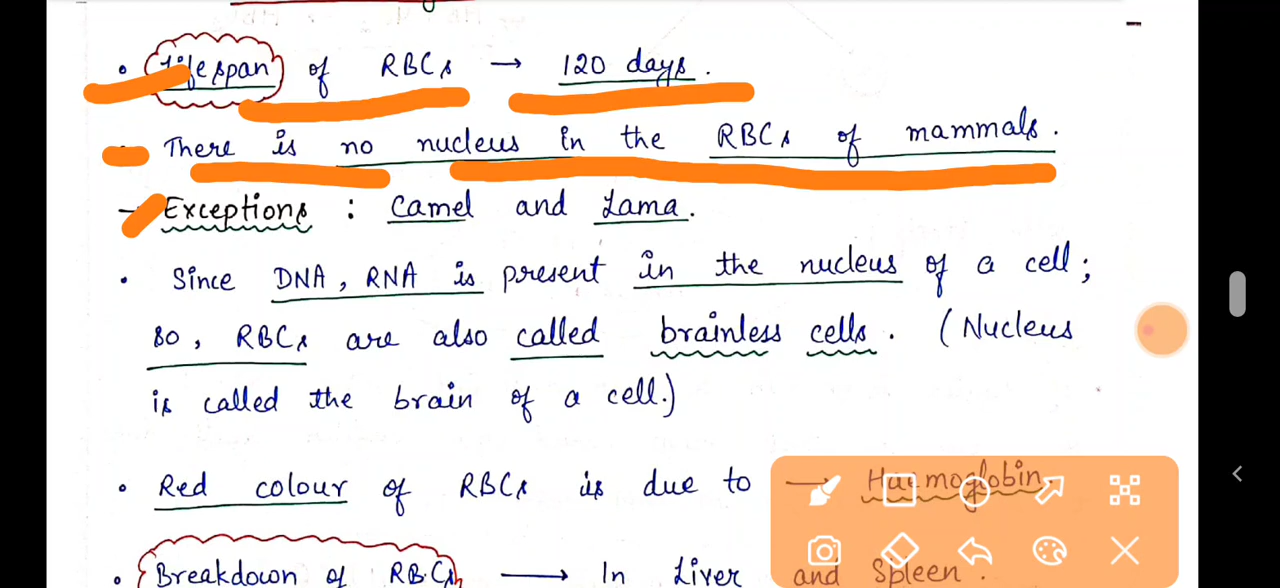 • Lifespan of RBCs → 120 days.
- There is no nucleus in the RBCs of mammals.
→ Exceptions : Camel and Lama.
• Since DNA, RNA is present in the nucleus of a cell;
so, RBCs are also called brainless cells. (Nucleus
is called the brain of a cell.)
• Red colour of RBCs is due to → Haemoglobin.
• Breakdown of RBCs → In Liver and Spleen.